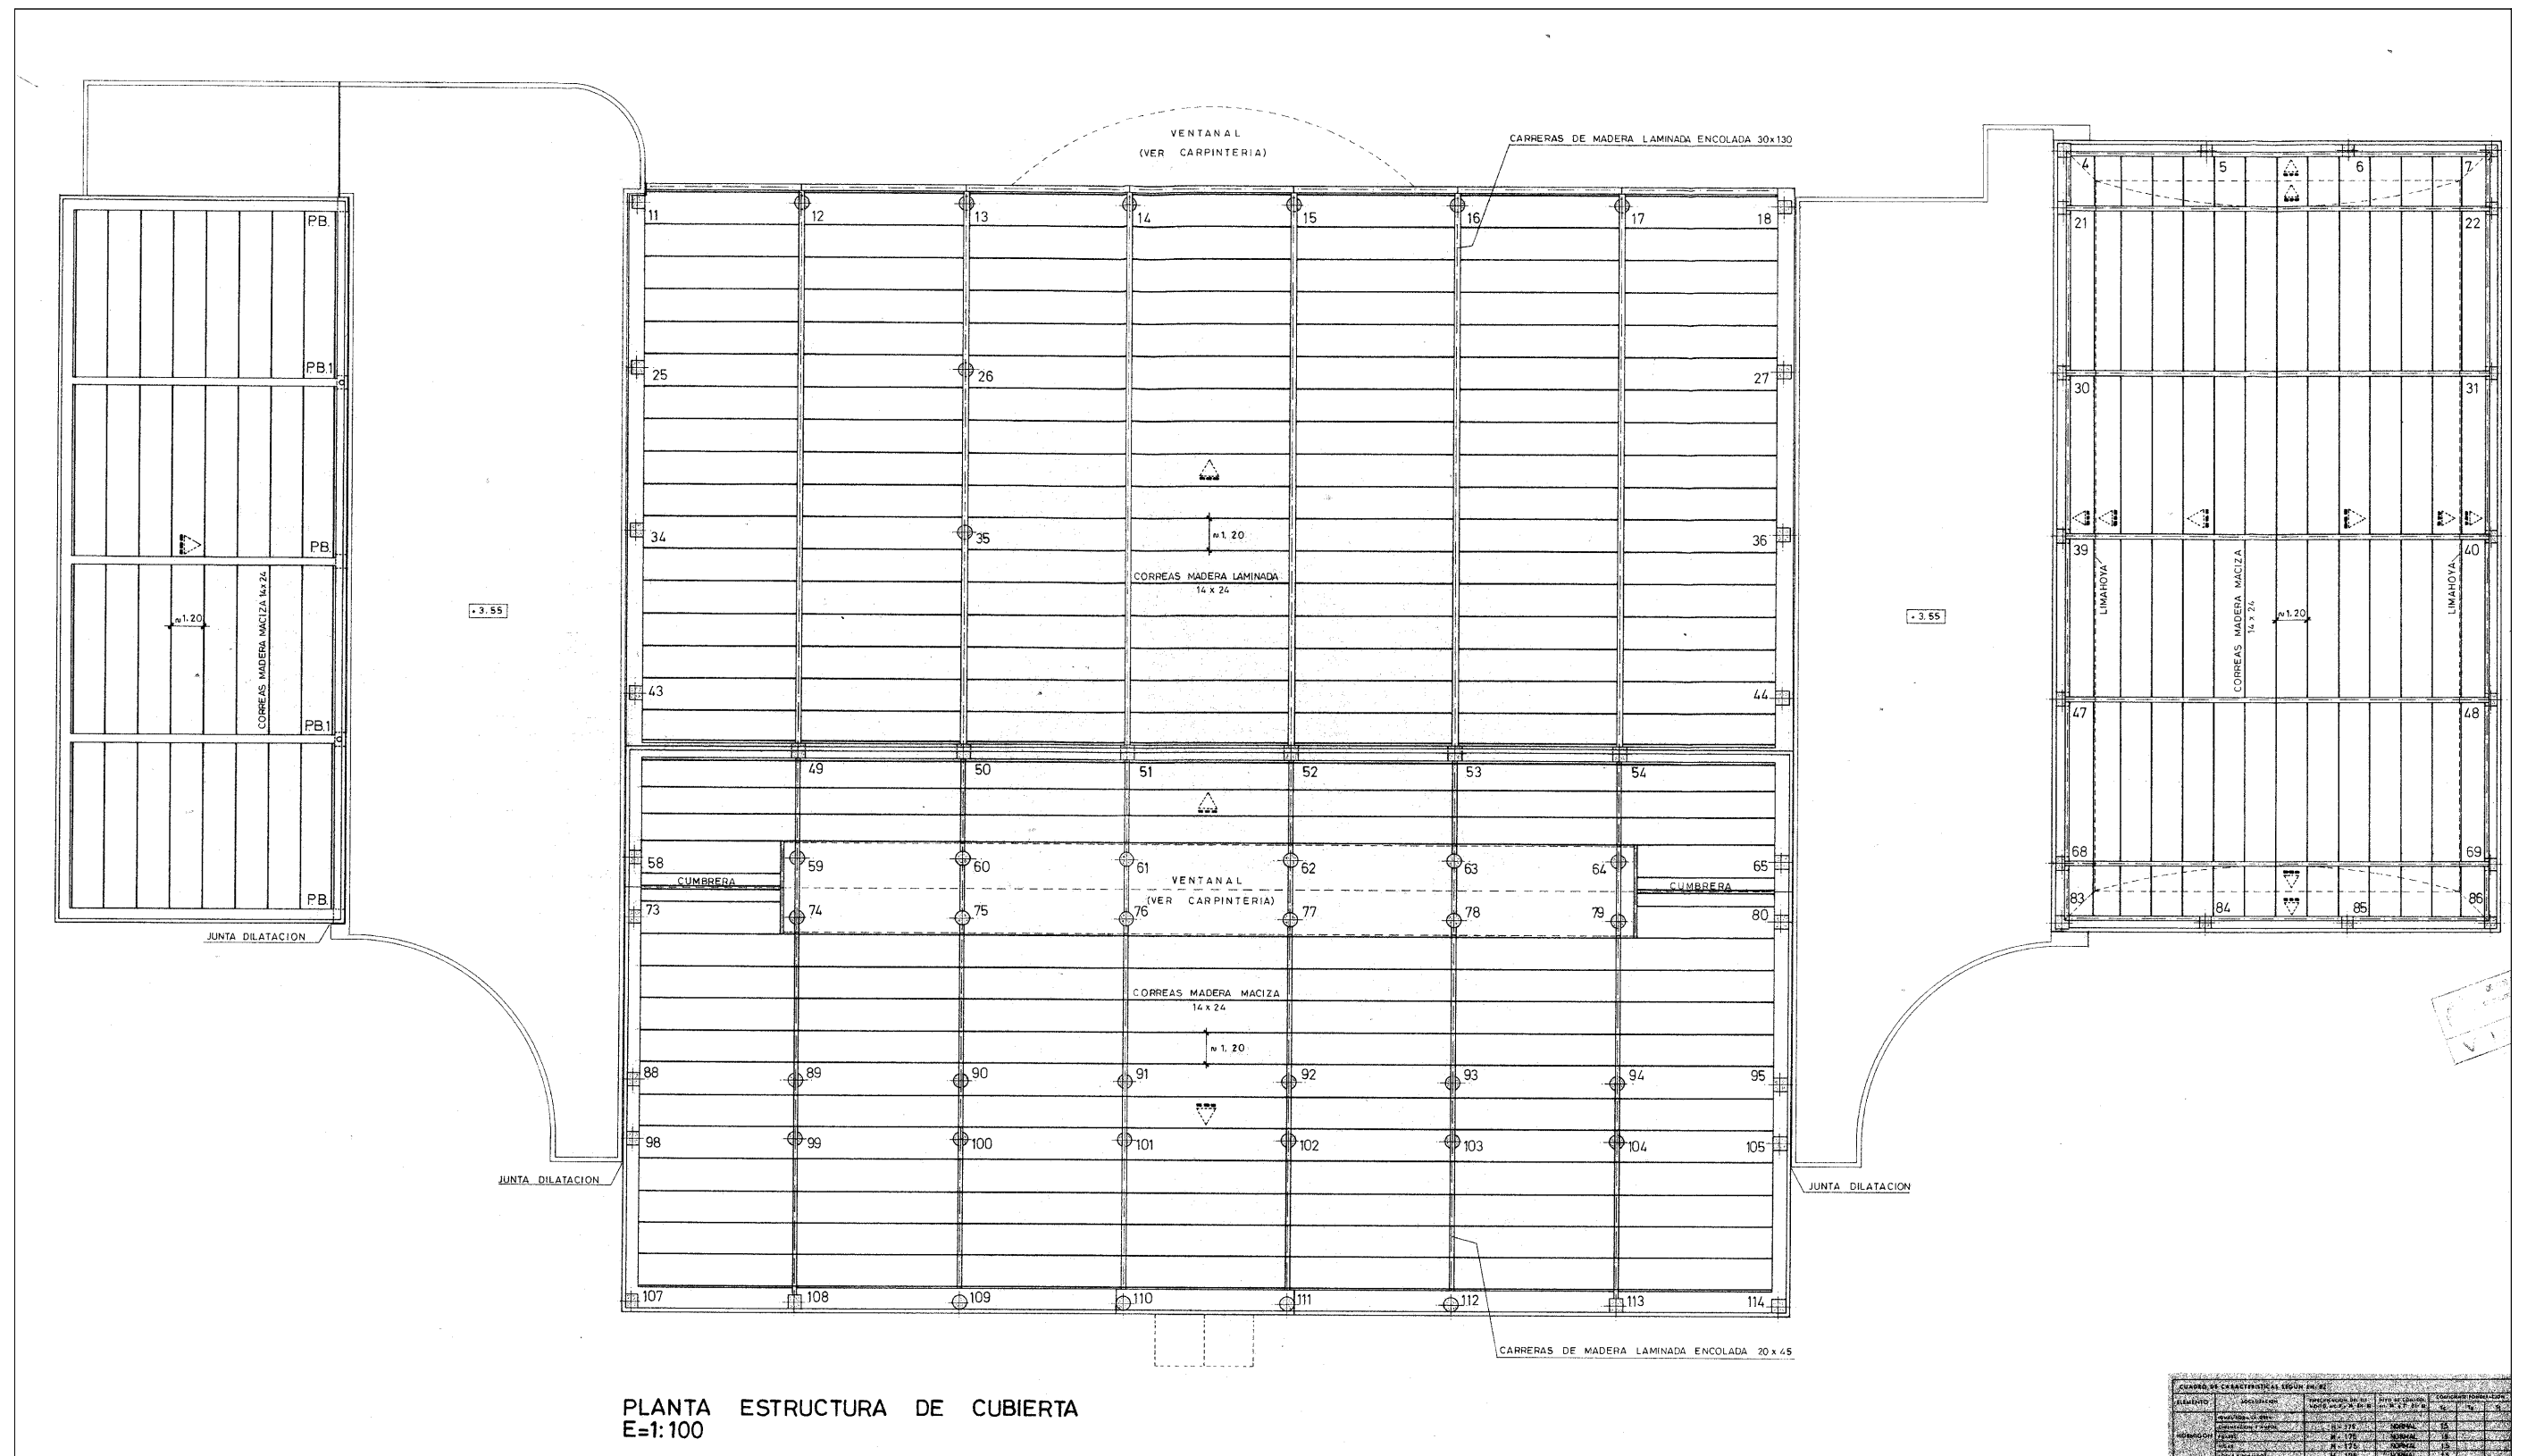 VENTANAL
(VER CARPINTERIA)
CARRERAS DE MADERA LAMINADA ENCOLADA 30x130
4
5
6
7
11
12
13
14
15
16
17
18
21
22
P.B.
P.B.1
25
26
27
30
31
34
35
36
39
40
P.B.
≈1.20
CORREAS MADERA LAMINADA
14 x 24
CORREAS MADERA MACIZA 14x24
≈1.20
+3.55
+3.55
LIMAHOYA
CORREAS MADERA MACIZA
14 x 24
≈1.20
LIMAHOYA
43
44
47
48
P.B.1
49
50
51
52
53
54
58
59
60
61
62
63
64
65
68
69
CUMBRERA
VENTANAL
(VER CARPINTERIA)
CUMBRERA
P.B.
73
74
75
76
77
78
79
80
83
84
85
86
JUNTA DILATACION
CORREAS MADERA MACIZA
14 x 24
≈1.20
88
89
90
91
92
93
94
95
98
99
100
101
102
103
104
105
JUNTA DILATACION
JUNTA DILATACION
107
108
109
110
111
112
113
114
CARRERAS DE MADERA LAMINADA ENCOLADA 20 x 45
PLANTA ESTRUCTURA DE CUBIERTA
E=1:100
CUADRO DE CARACTERISTICAS SEGUN EH-82
ELEMENTO